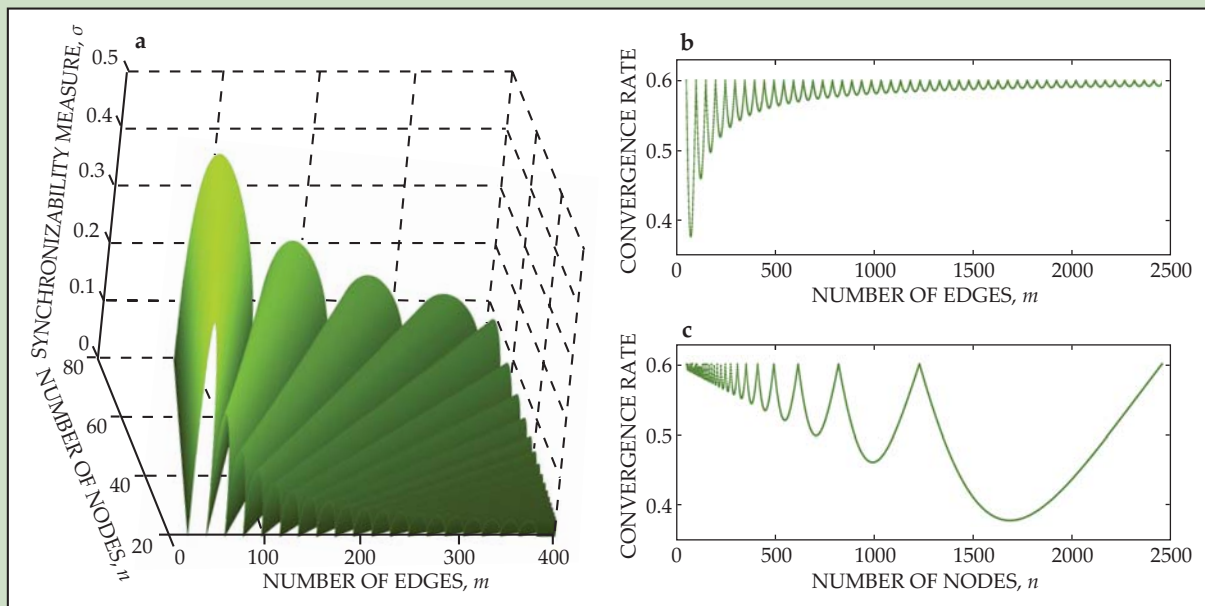 a
SYNCHRONIZABILITY MEASURE, σ
0.5
0.4
0.3
0.2
0.1
0
80
60
40
20
NUMBER OF NODES, n
0 100 200 300 400
NUMBER OF EDGES, m
b
CONVERGENCE RATE
0.6
0.5
0.4
0 500 1000 1500 2000 2500
NUMBER OF EDGES, m
c
CONVERGENCE RATE
0.6
0.5
0.4
0 500 1000 1500 2000 2500
NUMBER OF NODES, n